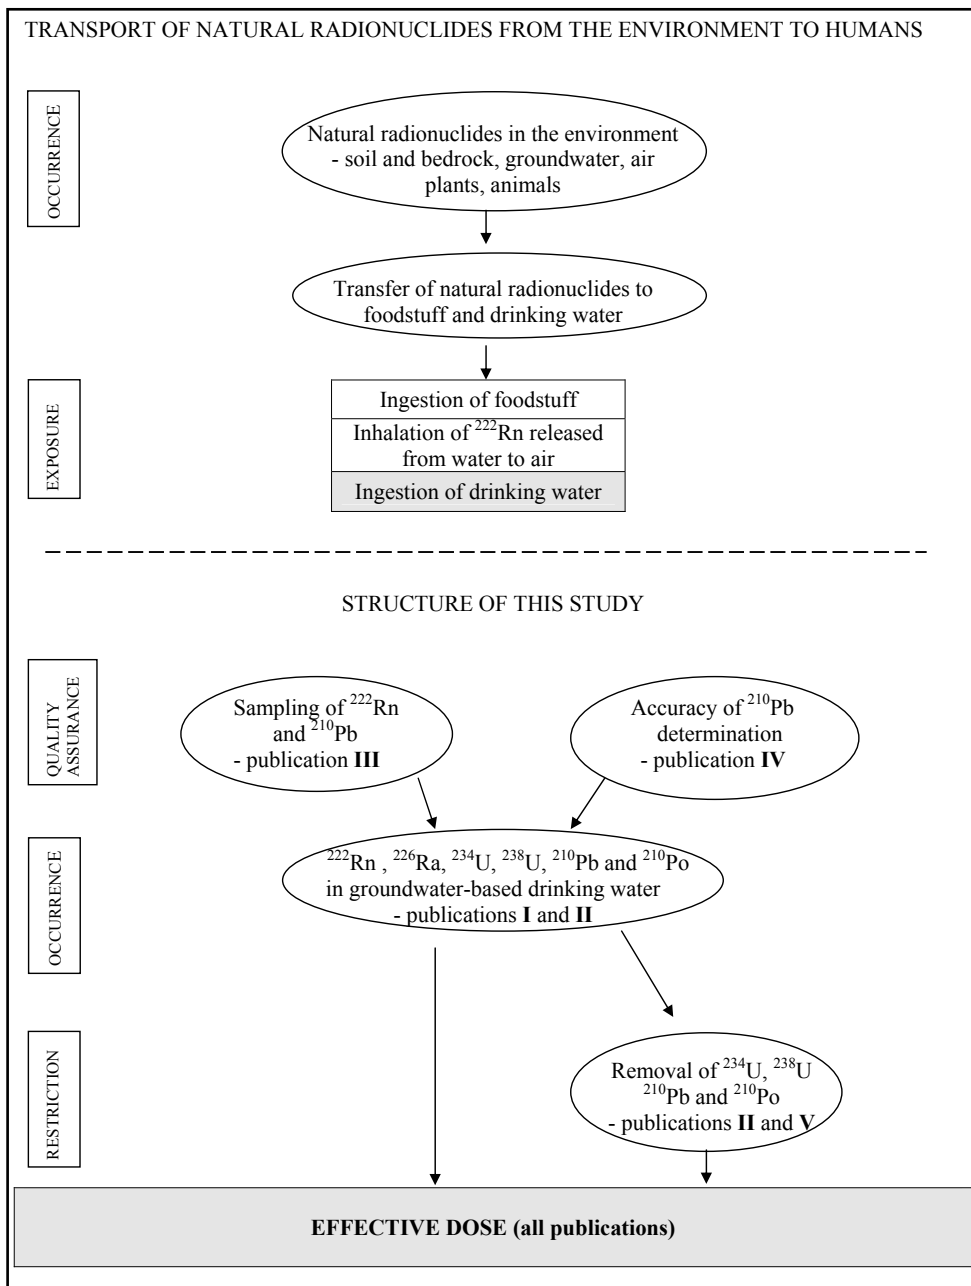 TRANSPORT OF NATURAL RADIONUCLIDES FROM THE ENVIRONMENT TO HUMANS
OCCURRENCE
Natural radionuclides in the environment
- soil and bedrock, groundwater, air
plants, animals
Transfer of natural radionuclides to
foodstuff and drinking water
EXPOSURE
Ingestion of foodstuff
Inhalation of ²²²Rn released
from water to air
Ingestion of drinking water
STRUCTURE OF THIS STUDY
QUALITY
ASSURANCE
Sampling of ²²²Rn
and ²¹⁰Pb
- publication III
Accuracy of ²¹⁰Pb
determination
- publication IV
OCCURRENCE
²²²Rn , ²²⁶Ra, ²³⁴U, ²³⁸U, ²¹⁰Pb and ²¹⁰Po
in groundwater-based drinking water
- publications I and II
RESTRICTION
Removal of ²³⁴U, ²³⁸U
²¹⁰Pb and ²¹⁰Po
- publications II and V
EFFECTIVE DOSE (all publications)